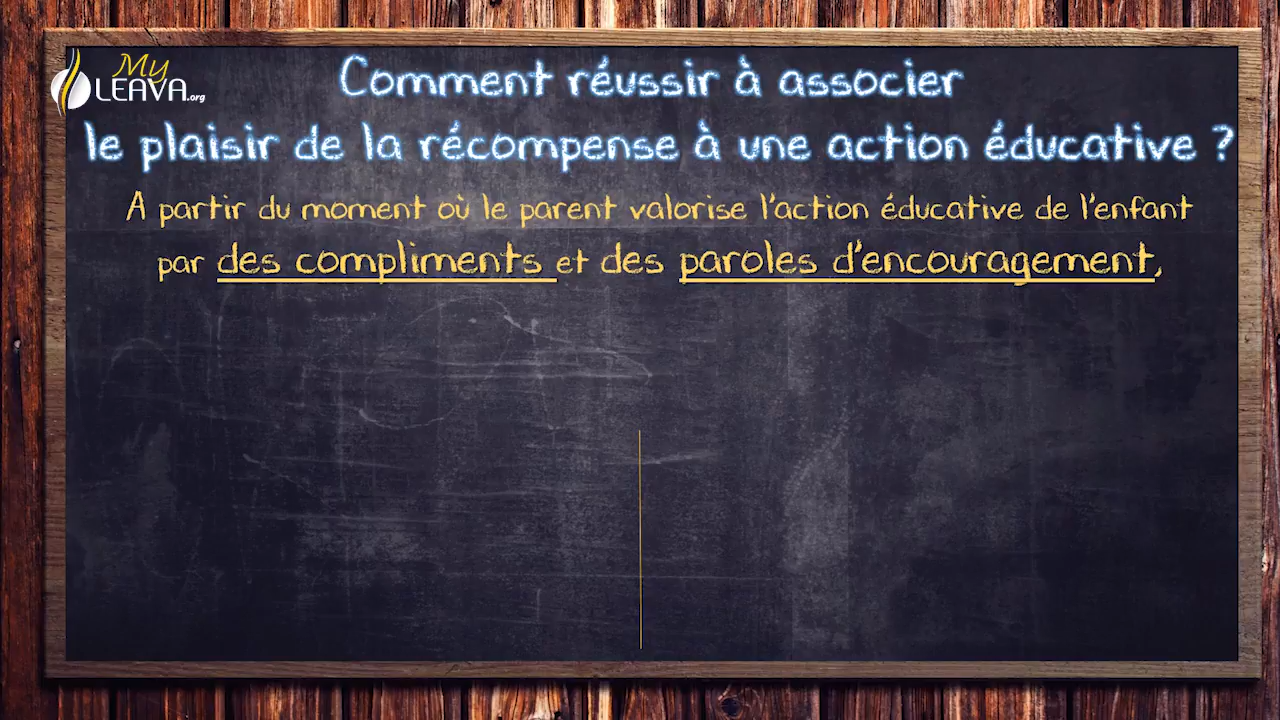 My
LEAVA.org
Comment réussir à associer
le plaisir de la récompense à une action éducative ?
A partir du moment où le parent valorise l'action éducative de l'enfant
par des compliments et des paroles d'encouragement,